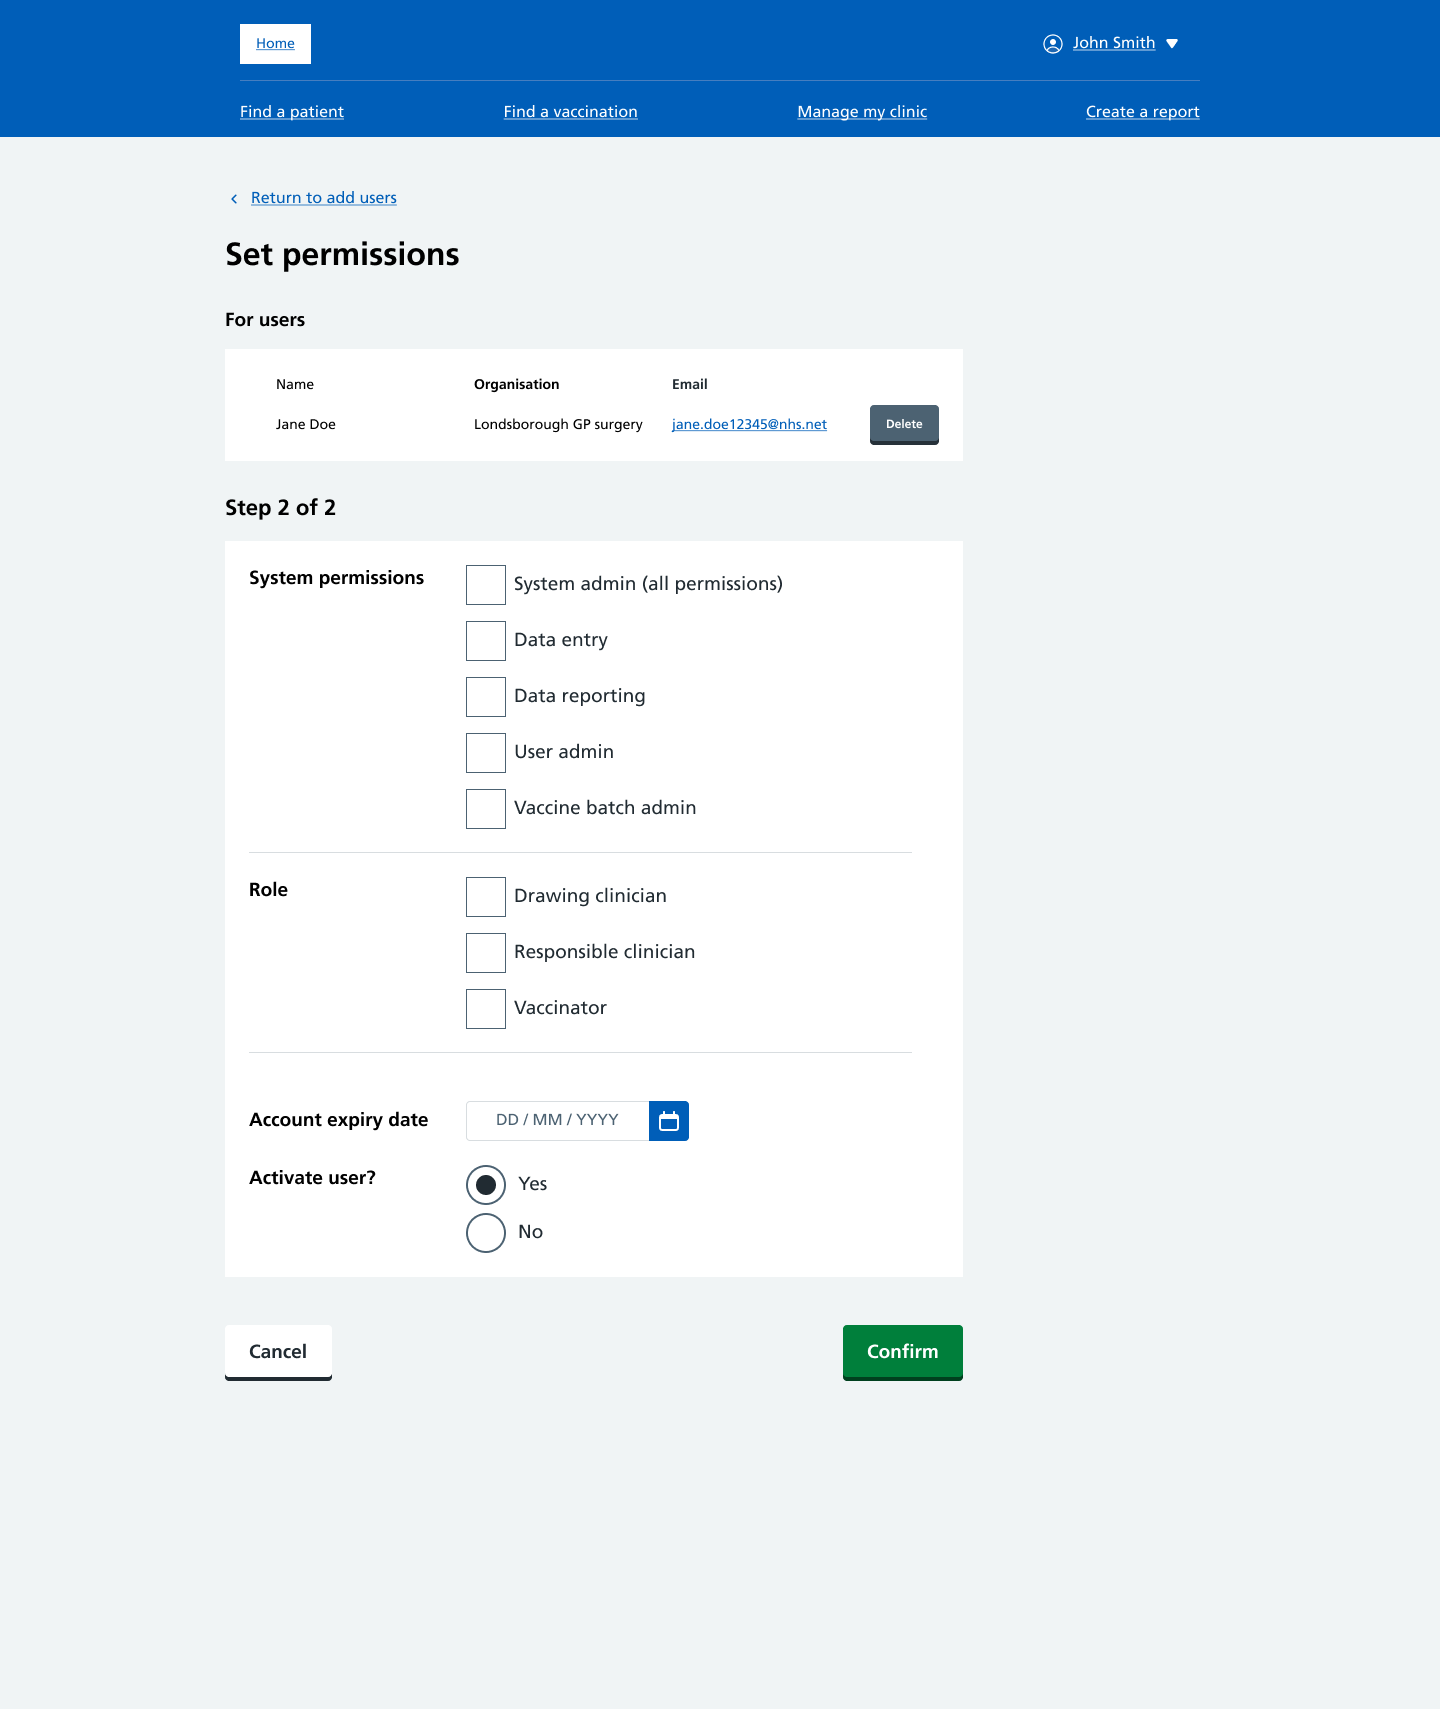 Home
John Smith
Find a patient
Find a vaccination
Manage my clinic
Create a report
Return to add users
Set permissions
For users
Name
Organisation
Email
Jane Doe
Londsborough GP surgery
jane.doe12345@nhs.net
Delete
Step 2 of 2
System permissions
System admin (all permissions)
Data entry
Data reporting
User admin
Vaccine batch admin
Role
Drawing clinician
Responsible clinician
Vaccinator
Account expiry date
DD / MM / YYYY
Activate user?
Yes
No
Cancel
Confirm